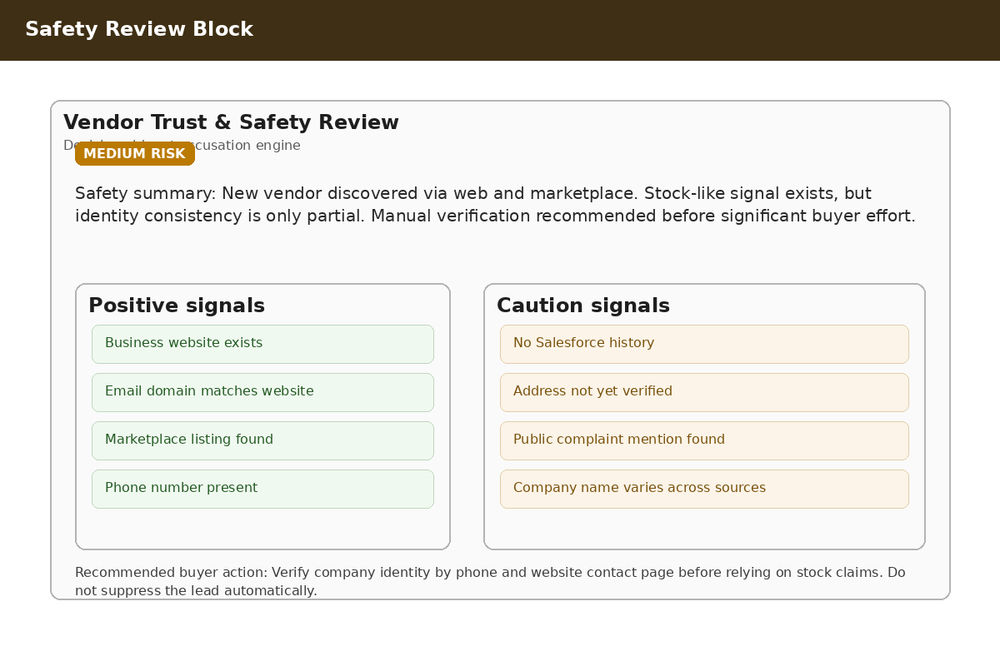 Safety Review Block
Vendor Trust & Safety Review
engine
MEDIUM RISK
Safety summary: New vendor discovered via web and marketplace. Stock-like signal exists, but
identity consistency is only partial. Manual verification recommended before significant buyer effort.
Positive signals
Caution signals
Business website exists
No Salesforce history
Email domain matches website
Address not yet verified
Marketplace listing found
Public complaint mention found
Phone number present
Company name varies across sources
Recommended buyer action: Verify company identity by phone and website contact page before relying on stock claims. Do
not suppress the lead automatically.